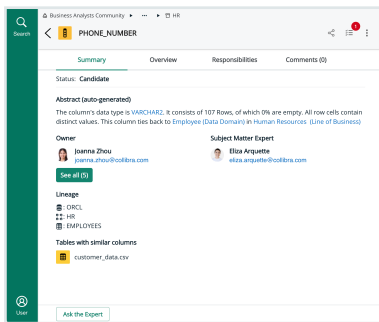 Business Analysts Community ▸ ··· ▸ HR
Search
PHONE_NUMBER
1
Summary Overview Responsibilities Comments (0)
Status: Candidate
Abstract (auto-generated)
The column's data type is VARCHAR2. It consists of 107 Rows, of which 0% are empty. All row cells contain
distinct values. This column ties back to Employee (Data Domain) in Human Resources (Line of Business)
Owner Subject Matter Expert
Joanna Zhou Eliza Arquette
joanna.zhou@collibra.com eliza.arquette@collibra.com
See all (5)
Lineage
: ORCL
: HR
: EMPLOYEES
Tables with similar columns
customer_data.csv
User
Ask the Expert